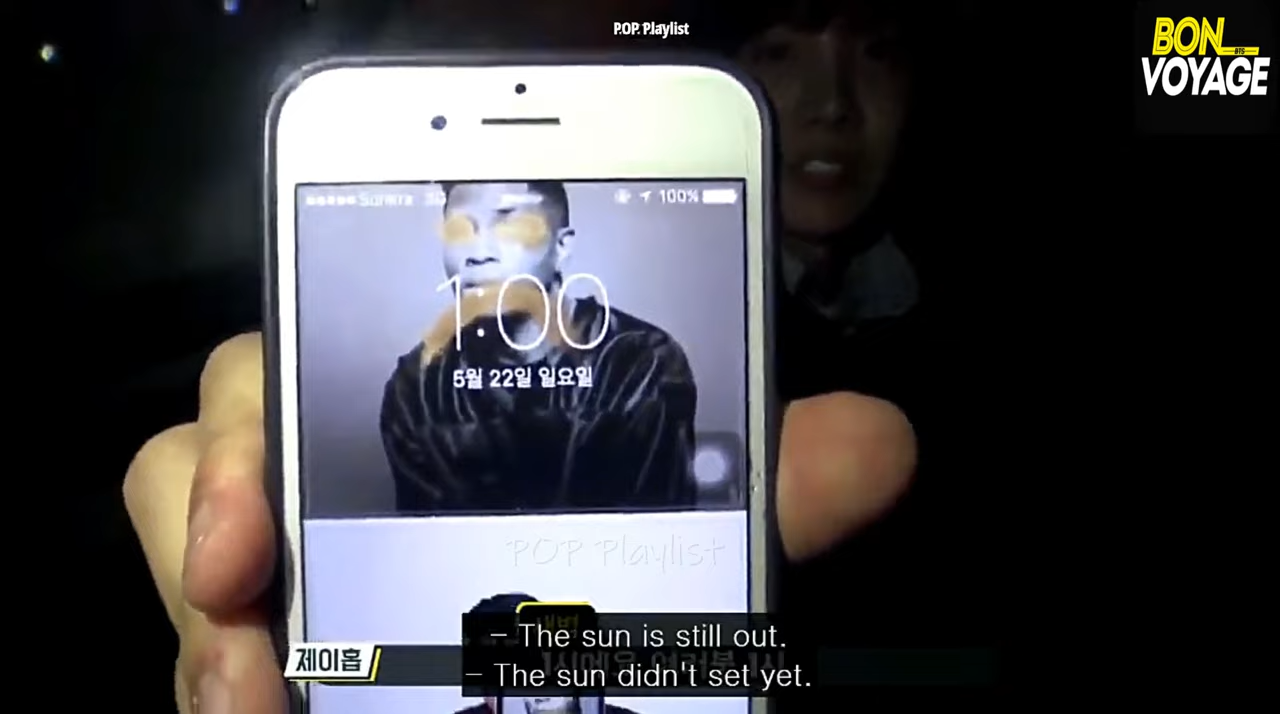 P.O.P. Playlist
BON
BTS
VOYAGE
100%
1:00
5월 22일 일요일
POP Playlist
제이홉
– The sun is still out.
– The sun didn't set yet.